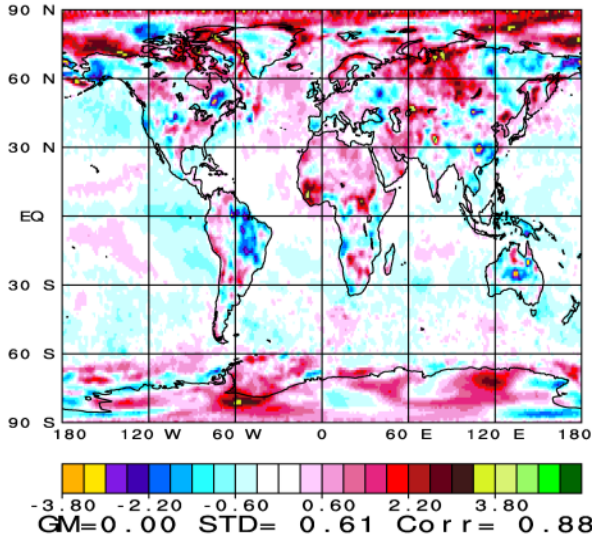 90 N
60 N
30 N
EQ
30 S
60 S
90 S
180 120 W 60 W 0 60 E 120 E 180
-3.80 -2.20 -0.60 0.60 2.20 3.80
GM=0.00 STD= 0.61 Corr= 0.88